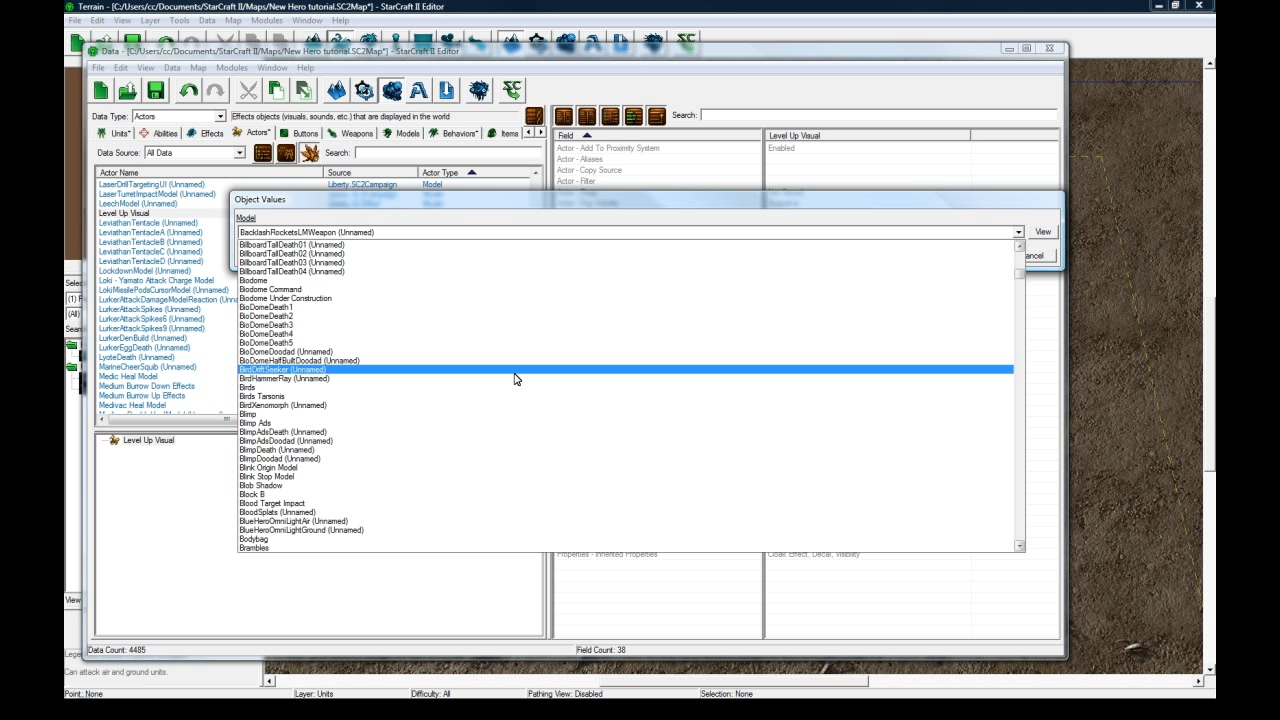 Terrain - [C:/Users/cc/Documents/StarCraft II/Maps/New Hero tutorial.SC2Map*] - StarCraft II Editor
File Edit View Layer Tools Data Map Modules Window Help
Data - [C:/Users/cc/Documents/StarCraft II/Maps/New Hero tutorial.SC2Map*] - StarCraft II Editor
File Edit View Data Map Modules Window Help
Data Type: Actors Effects objects (visuals, sounds, etc.) that are displayed in the world
Search:
Units* Abilities Effects Actors* Buttons Weapons Models Behaviors* Items
Field Level Up Visual
Data Source: All Data Search:
Actor - Add To Proximity System Enabled
Actor - Aliases
Actor - Copy Source
Actor - Filter
Actor Name Source Actor Type
LaserDrillTargetingUI (Unnamed) Liberty.SC2Campaign Model
LaserTurretImpactModel (Unnamed)
LeechModel (Unnamed)
Level Up Visual
LeviathanTentacle (Unnamed)
LeviathanTentacleA (Unnamed)
LeviathanTentacleB (Unnamed)
LeviathanTentacleC (Unnamed)
LeviathanTentacleD (Unnamed)
LockdownModel (Unnamed)
Loki - Yamato Attack Charge Model
LokiMissilePodsCursorModel (Unnamed)
LurkerAttackDamageModelReaction (Unna
LurkerAttackSpikes (Unnamed)
LurkerAttackSpikes6 (Unnamed)
LurkerAttackSpikes9 (Unnamed)
LurkerDenBuild (Unnamed)
LurkerEggDeath (Unnamed)
LyoteDeath (Unnamed)
MarineCheerSquib (Unnamed)
Medic Heal Model
Medium Burrow Down Effects
Medium Burrow Up Effects
Medivac Heal Model
Level Up Visual
Object Values
Model
BacklashRocketsLMWeapon (Unnamed) View
ancel
BillboardTallDeath01 (Unnamed)
BillboardTallDeath02 (Unnamed)
BillboardTallDeath03 (Unnamed)
BillboardTallDeath04 (Unnamed)
Biodome
Biodome Command
Biodome Under Construction
BioDomeDeath1
BioDomeDeath2
BioDomeDeath3
BioDomeDeath4
BioDomeDeath5
BioDomeDoodad (Unnamed)
BioDomeHalfBuiltDoodad (Unnamed)
BirdDriftSeeker (Unnamed)
BirdHammerRay (Unnamed)
Birds
Birds Tarsonis
BirdXenomorph (Unnamed)
Blimp
Blimp Ads
BlimpAdsDeath (Unnamed)
BlimpAdsDoodad (Unnamed)
BlimpDeath (Unnamed)
BlimpDoodad (Unnamed)
Blink Origin Model
Blink Stop Model
Blob Shadow
Block B
Blood Target Impact
BloodSplats (Unnamed)
BlueHeroOmniLightAir (Unnamed)
BlueHeroOmniLightGround (Unnamed)
Bodybag
Brambles
Properties - Inherited Properties Cloak Effect, Decal, Visibility
Data Count: 4485 Field Count: 38
Selec
(1) P
(All)
Sear
View
Lege
Can attack air and ground units.
Point: None Layer: Units Difficulty: All Pathing View: Disabled Selection: None